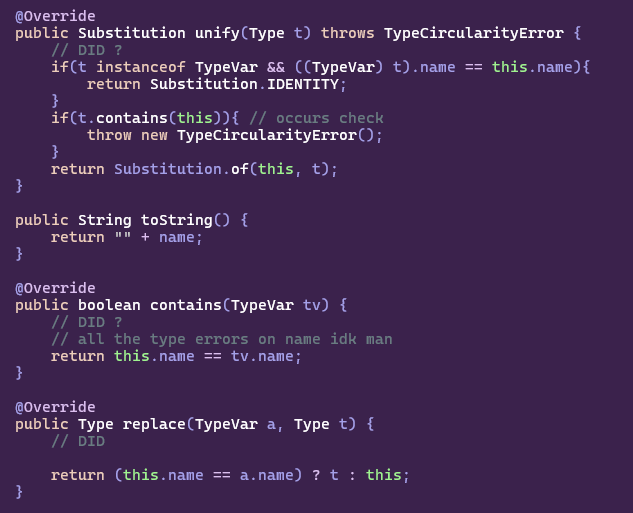 @Override
public Substitution unify(Type t) throws TypeCircularityError {
    // DID ?
    if(t instanceof TypeVar && ((TypeVar) t).name == this.name){
        return Substitution.IDENTITY;
    }
    if(t.contains(this)){ // occurs check
        throw new TypeCircularityError();
    }
    return Substitution.of(this, t);
}

public String toString() {
    return "" + name;
}

@Override
public boolean contains(TypeVar tv) {
    // DID ?
    // all the type errors on name idk man
    return this.name == tv.name;
}

@Override
public Type replace(TypeVar a, Type t) {
    // DID

    return (this.name == a.name) ? t : this;
}